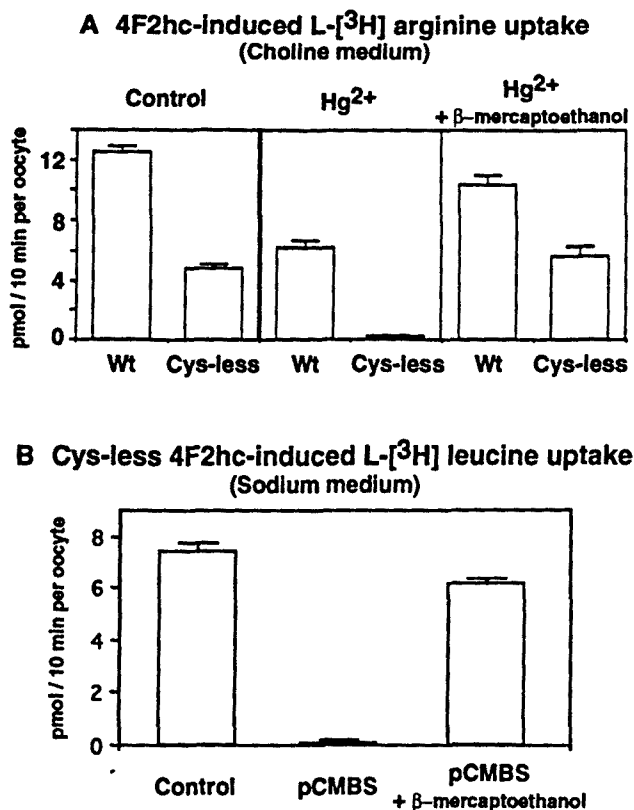 A 4F2hc-induced L-[³H] arginine uptake
(Choline medium)
Control
Hg²⁺
Hg²⁺
+ β-mercaptoethanol
pmol / 10 min per oocyte
12
8
4
0
Wt Cys-less Wt Cys-less Wt Cys-less
B Cys-less 4F2hc-induced L-[³H] leucine uptake
(Sodium medium)
pmol / 10 min per oocyte
8
6
4
2
0
Control
pCMBS
pCMBS
+ β-mercaptoethanol